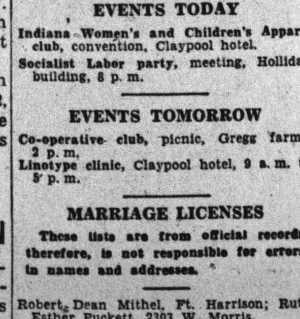 EVENTS TODAY
Indiana Women's and Children's Appar
club, convention, Claypool hotel.
Socialist Labor party, meeting, Hollida
building, 8 p. m.
EVENTS TOMORROW
Co-operative club, picnic, Gregg farm
2 p. m.
Linotype clinic, Claypool hotel, 9 a. m. t
5 p. m.
MARRIAGE LICENSES
These lists are from official record
therefore, is not responsible for error
in names and addresses.
Robert Dean Mithel, Ft. Harrison; Rut
Esther Puckett, 2303 W. Morris.